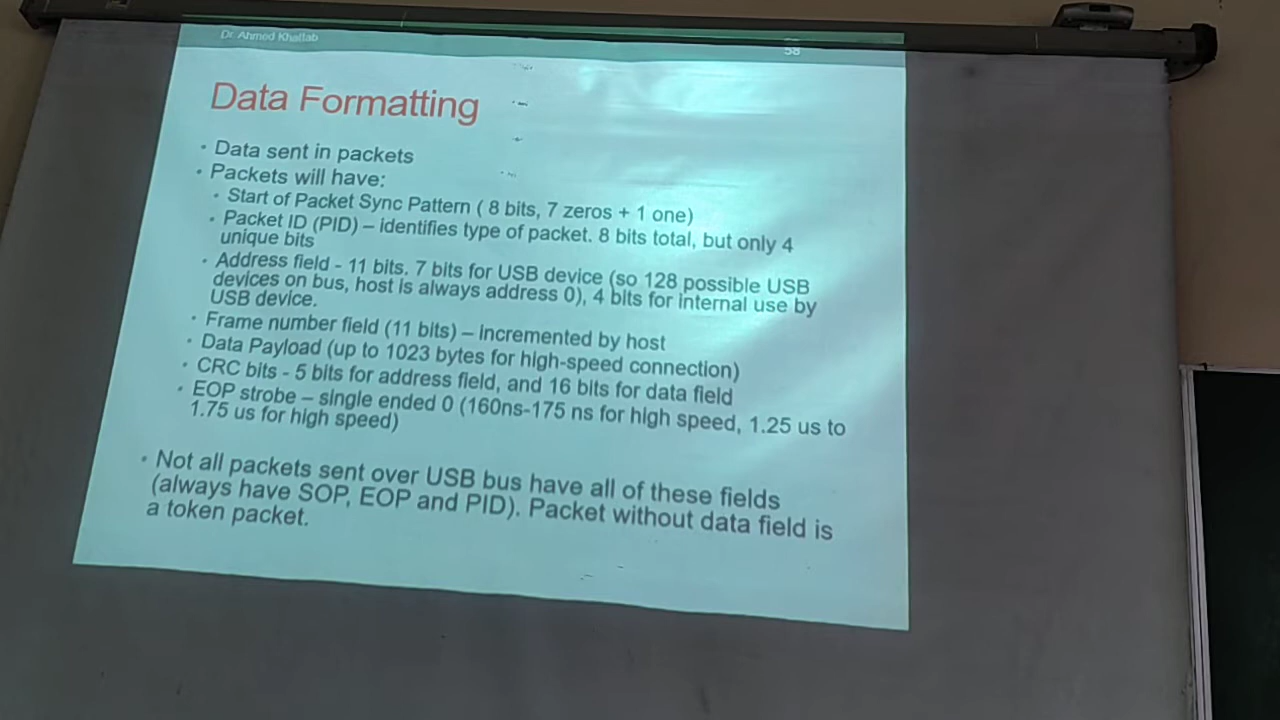 Dr. Ahmed Khattab
58
Data Formatting
• Data sent in packets
• Packets will have:
• Start of Packet Sync Pattern ( 8 bits, 7 zeros + 1 one)
• Packet ID (PID) – identifies type of packet. 8 bits total, but only 4
unique bits
• Address field - 11 bits. 7 bits for USB device (so 128 possible USB
devices on bus, host is always address 0), 4 bits for internal use by
USB device.
• Frame number field (11 bits) – incremented by host
• Data Payload (up to 1023 bytes for high-speed connection)
• CRC bits - 5 bits for address field, and 16 bits for data field
• EOP strobe – single ended 0 (160ns-175 ns for high speed, 1.25 us to
1.75 us for high speed)
• Not all packets sent over USB bus have all of these fields
(always have SOP, EOP and PID). Packet without data field is
a token packet.